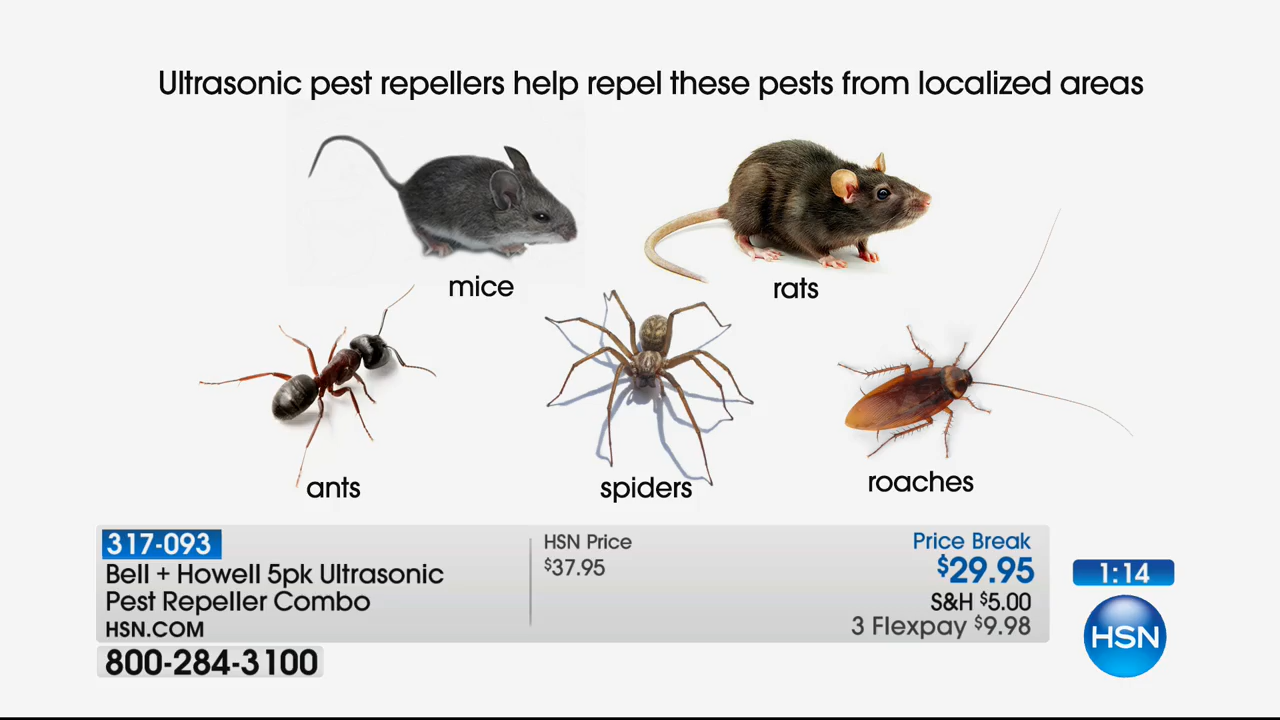 Ultrasonic pest repellers help repel these pests from localized areas
mice
rats
ants
spiders
roaches
317-093
Bell + Howell 5pk Ultrasonic
Pest Repeller Combo
HSN.COM
800-284-3100
HSN Price
$37.95
Price Break
$29.95
S&H $5.00
3 Flexpay $9.98
1:14
HSN